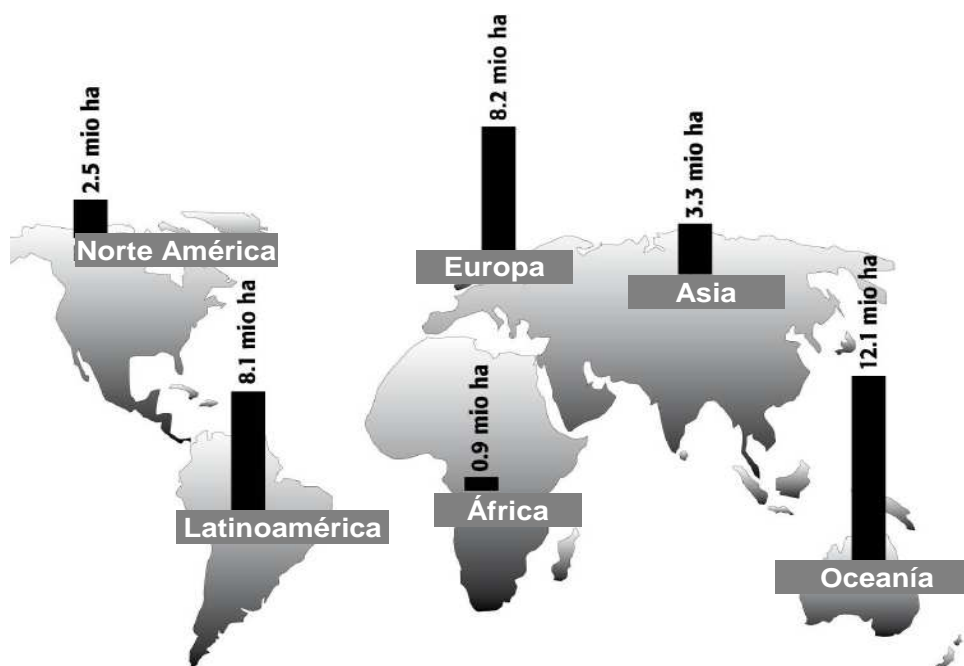 2.5 mio ha
Norte América
8.1 mio ha
Latinoamérica
8.2 mio ha
Europa
0.9 mio ha
África
3.3 mio ha
Asia
12.1 mio ha
Oceanía